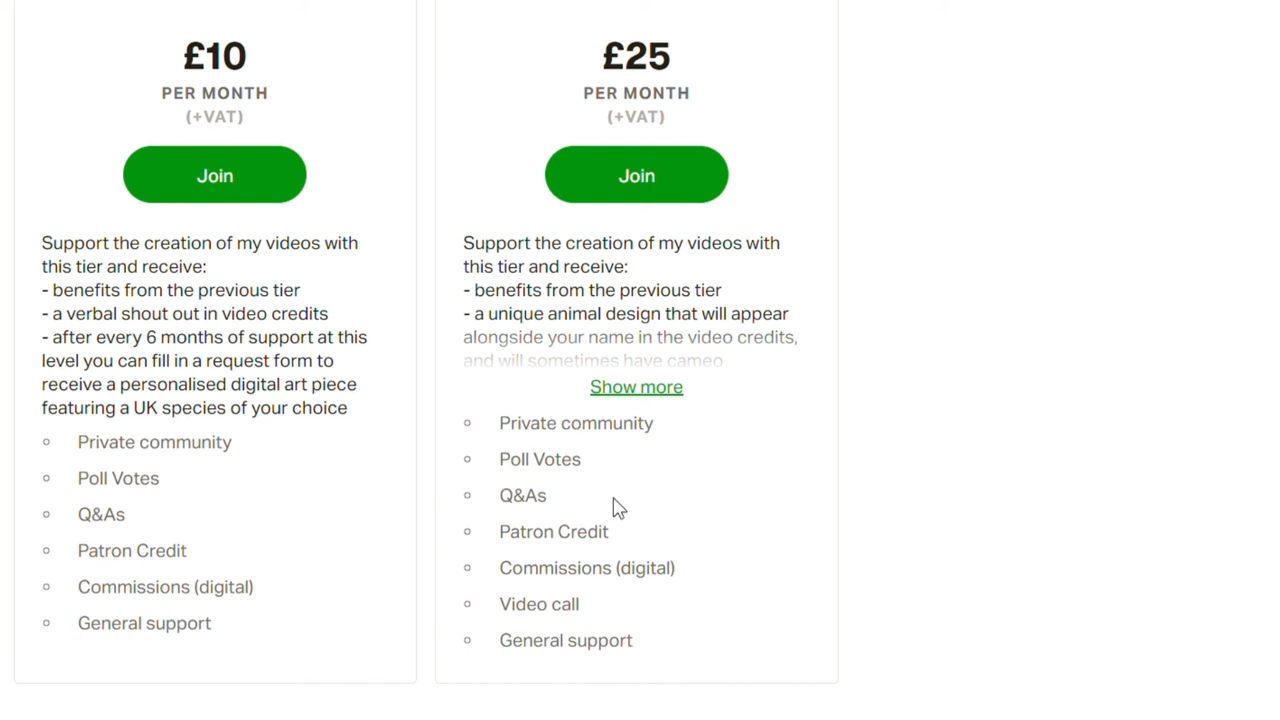 £10
PER MONTH
(+VAT)
Join
Support the creation of my videos with
this tier and receive:
- benefits from the previous tier
- a verbal shout out in video credits
- after every 6 months of support at this
level you can fill in a request form to
receive a personalised digital art piece
featuring a UK species of your choice
Private community
Poll Votes
Q&As
Patron Credit
Commissions (digital)
General support
£25
PER MONTH
(+VAT)
Join
Support the creation of my videos with
this tier and receive:
- benefits from the previous tier
- a unique animal design that will appear
alongside your name in the video credits,
and will sometimes have cameo
Show more
Private community
Poll Votes
Q&As
Patron Credit
Commissions (digital)
Video call
General support